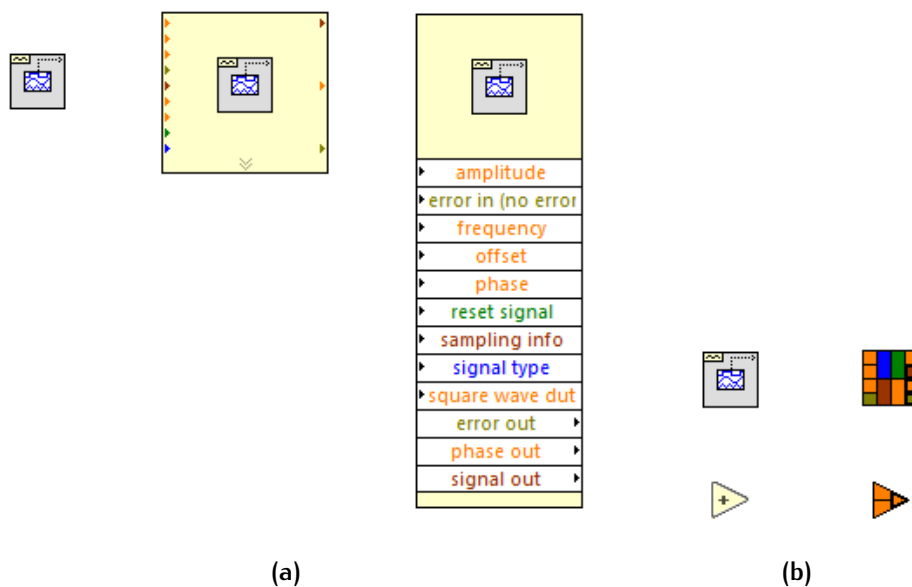 amplitude
error in (no error
frequency
offset
phase
reset signal
sampling info
signal type
square wave dut
error out
phase out
signal out
(a)
(b)